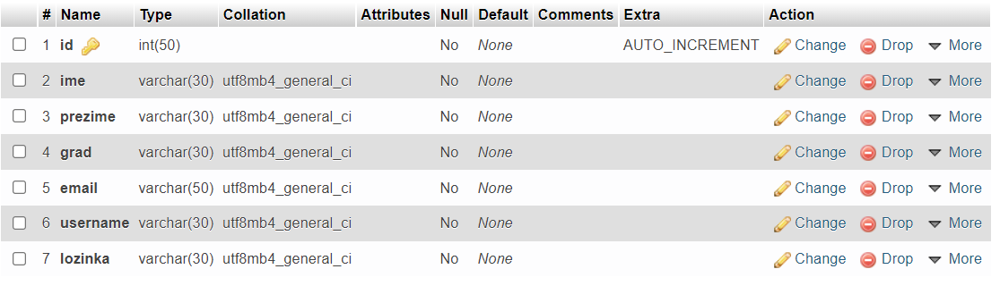 # Name Type Collation Attributes Null Default Comments Extra Action
1 id int(50) No None AUTO_INCREMENT Change Drop More
2 ime varchar(30) utf8mb4_general_ci No None Change Drop More
3 prezime varchar(30) utf8mb4_general_ci No None Change Drop More
4 grad varchar(30) utf8mb4_general_ci No None Change Drop More
5 email varchar(50) utf8mb4_general_ci No None Change Drop More
6 username varchar(30) utf8mb4_general_ci No None Change Drop More
7 lozinka varchar(30) utf8mb4_general_ci No None Change Drop More